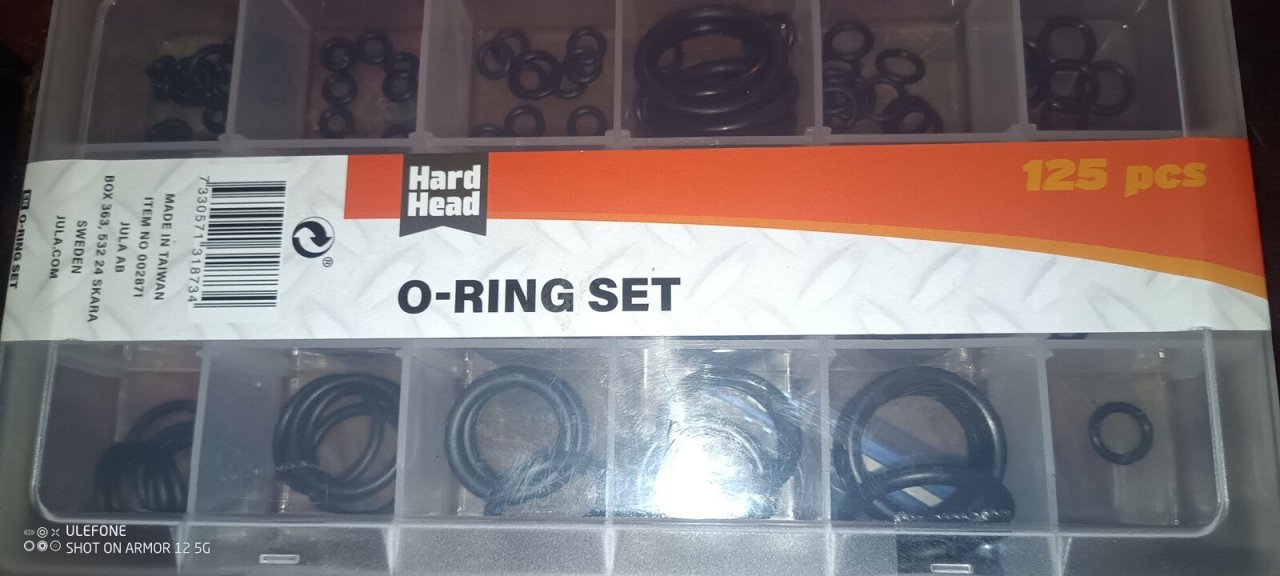 EN O-RING SET
JULA.COM
SWEDEN
BOX 363, 532 24 SKARA
JULA AB
ITEM NO 002871
MADE IN TAIWAN
7 330571 318734
®
Hard
Head
125 pcs
O-RING SET
ULEFONE
SHOT ON ARMOR 12 5G